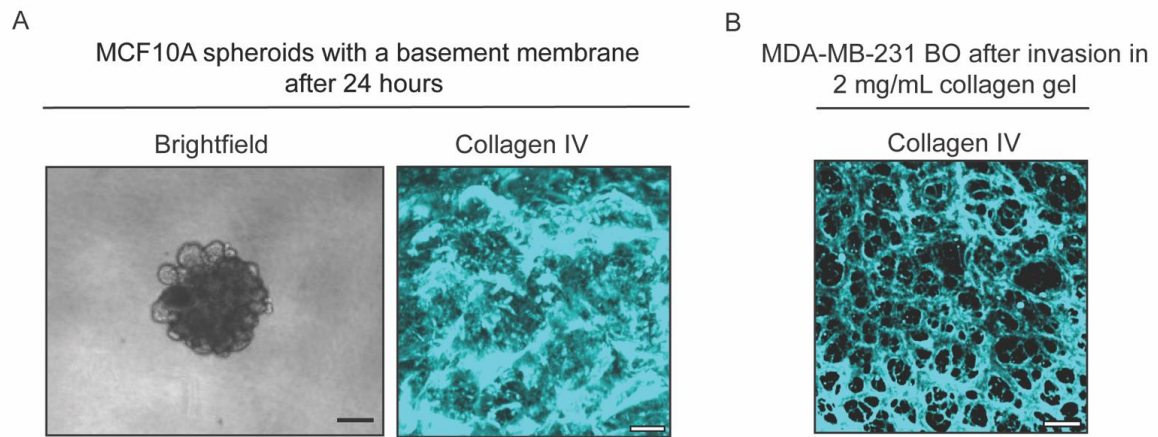 A
MCF10A spheroids with a basement membrane
after 24 hours
Brightfield
Collagen IV
B
MDA-MB-231 BO after invasion in
2 mg/mL collagen gel
Collagen IV